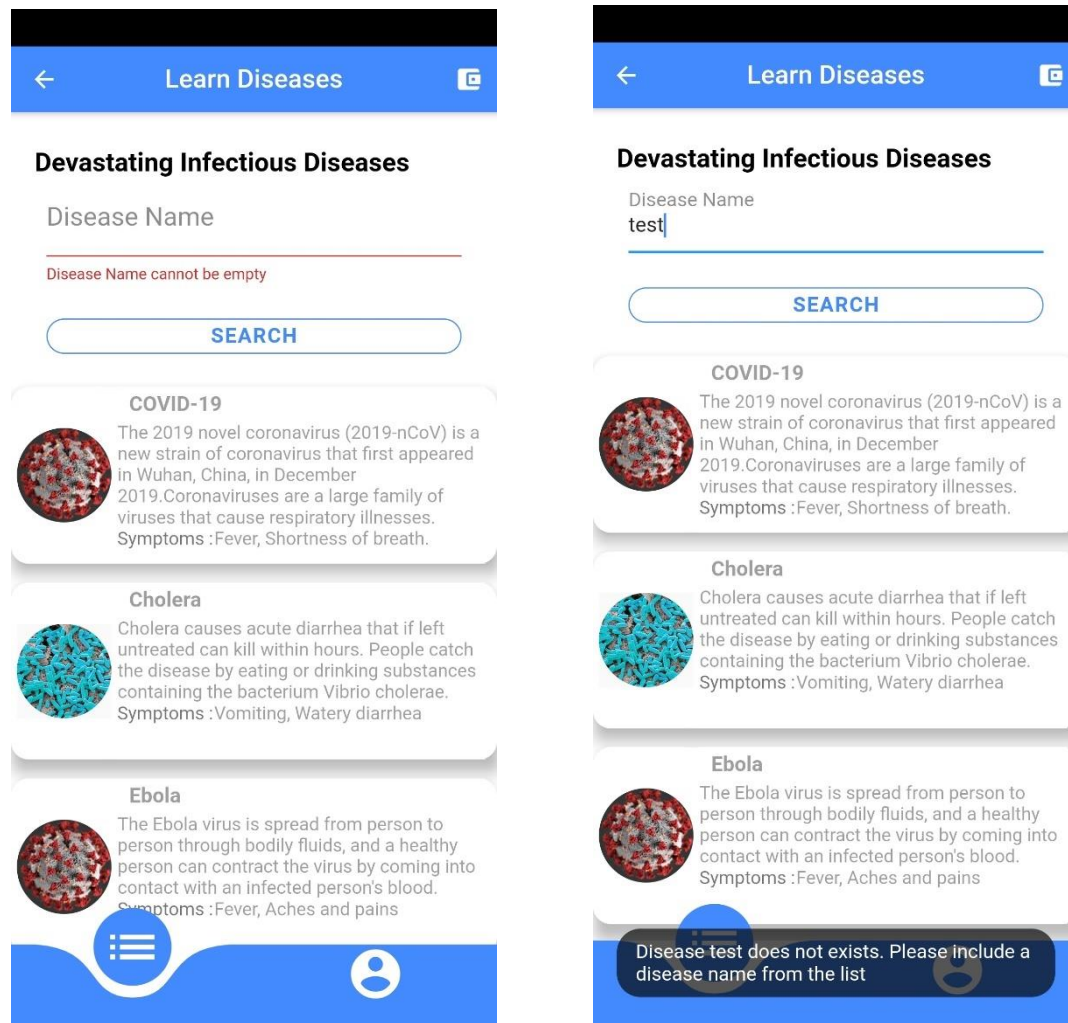 Learn Diseases
Devastating Infectious Diseases
Disease Name
Disease Name cannot be empty
SEARCH
COVID-19
The 2019 novel coronavirus (2019-nCoV) is a
new strain of coronavirus that first appeared
in Wuhan, China, in December
2019.Coronaviruses are a large family of
viruses that cause respiratory illnesses.
Symptoms :Fever, Shortness of breath.
Cholera
Cholera causes acute diarrhea that if left
untreated can kill within hours. People catch
the disease by eating or drinking substances
containing the bacterium Vibrio cholerae.
Symptoms :Vomiting, Watery diarrhea
Ebola
The Ebola virus is spread from person to
person through bodily fluids, and a healthy
person can contract the virus by coming into
contact with an infected person's blood.
Symptoms :Fever, Aches and pains
Learn Diseases
Devastating Infectious Diseases
Disease Name
test
SEARCH
COVID-19
The 2019 novel coronavirus (2019-nCoV) is a
new strain of coronavirus that first appeared
in Wuhan, China, in December
2019.Coronaviruses are a large family of
viruses that cause respiratory illnesses.
Symptoms :Fever, Shortness of breath.
Cholera
Cholera causes acute diarrhea that if left
untreated can kill within hours. People catch
the disease by eating or drinking substances
containing the bacterium Vibrio cholerae.
Symptoms :Vomiting, Watery diarrhea
Ebola
The Ebola virus is spread from person to
person through bodily fluids, and a healthy
person can contract the virus by coming into
contact with an infected person's blood.
Symptoms :Fever, Aches and pains
Disease test does not exists. Please include a
disease name from the list